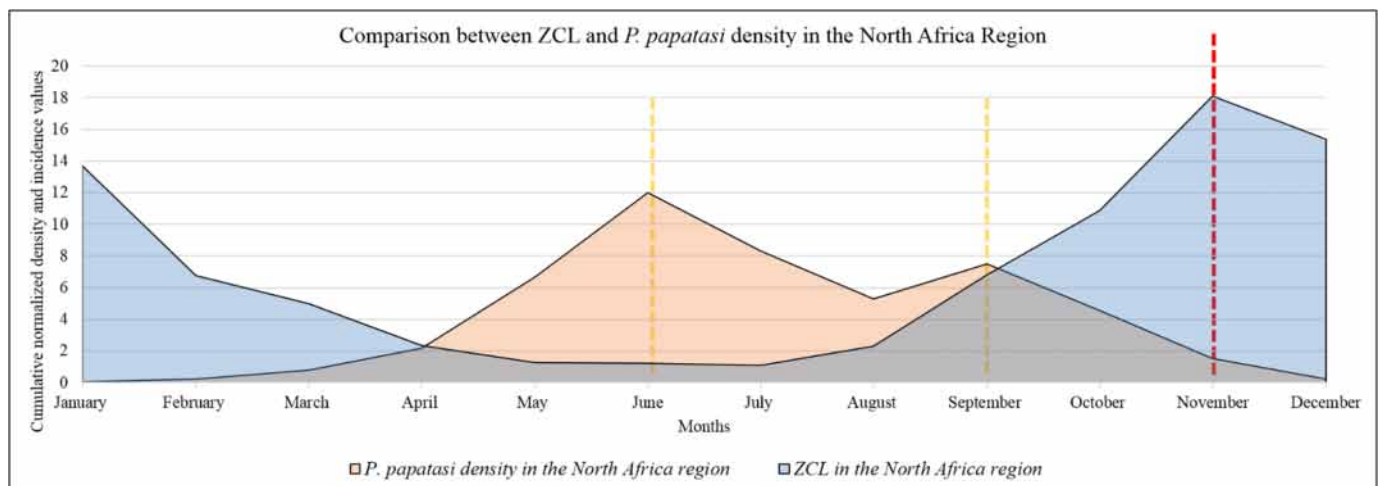 Comparison between ZCL and P. papatasi density in the North Africa Region
Cumulative normalized density and incidence values
20
18
16
14
12
10
8
6
4
2
0
January February March April May June July August September October November December
Months
P. papatasi density in the North Africa region ZCL in the North Africa region